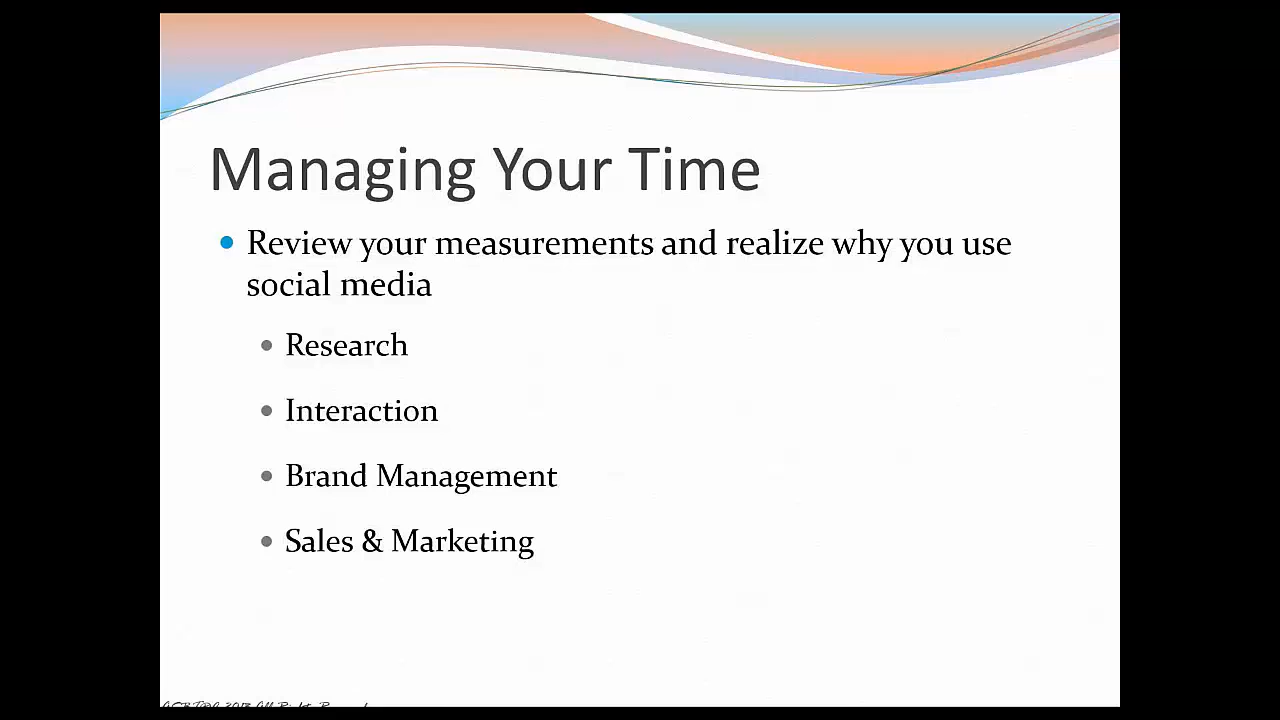 Managing Your Time
Review your measurements and realize why you use
social media
Research
Interaction
Brand Management
Sales & Marketing